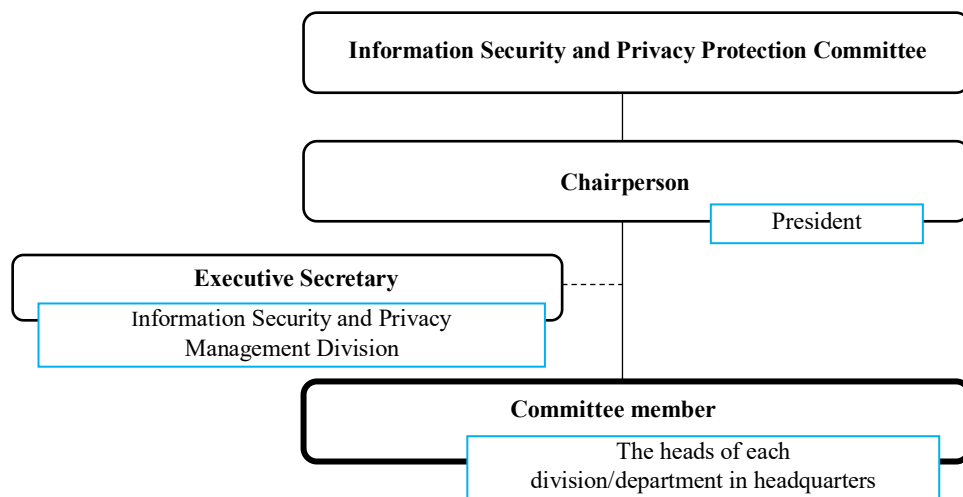 Information Security and Privacy Protection Committee
Chairperson
President
Executive Secretary
Information Security and Privacy
Management Division
Committee member
The heads of each
division/department in headquarters